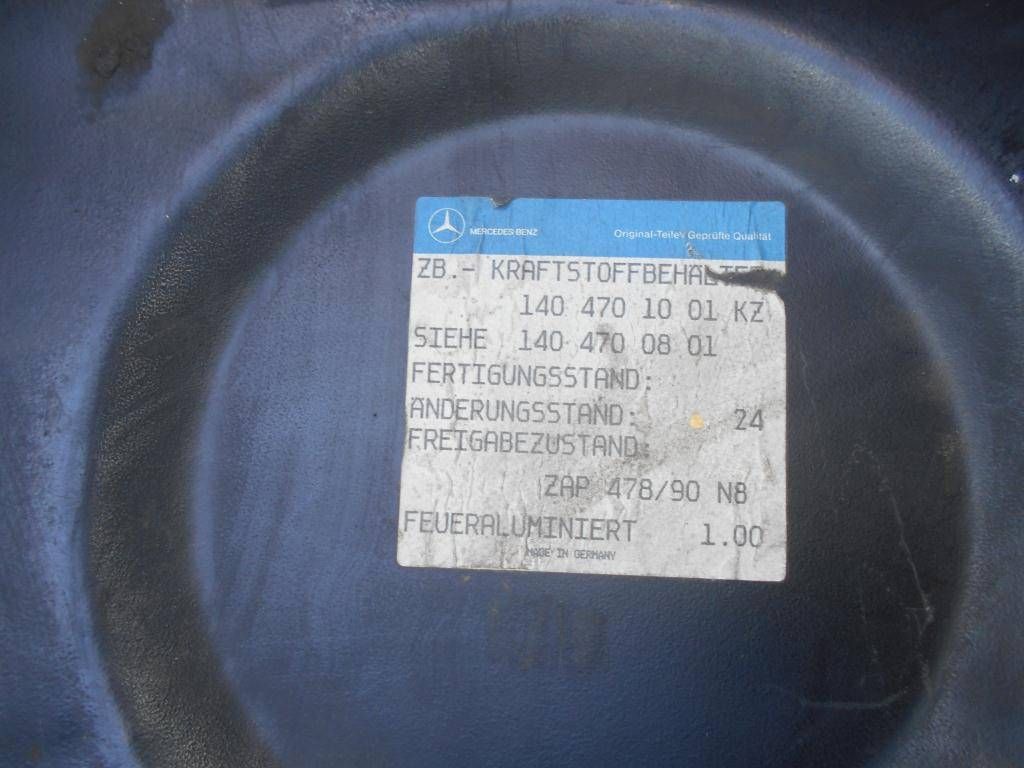 MERCEDES-BENZ
Original-Teile Geprüfte Qualität
ZB.- KRAFTSTOFFBEHÄLTER
140 470 10 01 KZ
SIEHE 140 470 08 01
FERTIGUNGSSTAND:
ÄNDERUNGSSTAND: 24
FREIGABEZUSTAND:
ZAP 478/90 N8
FEUERALUMINIERT 1.00
MADE IN GERMANY